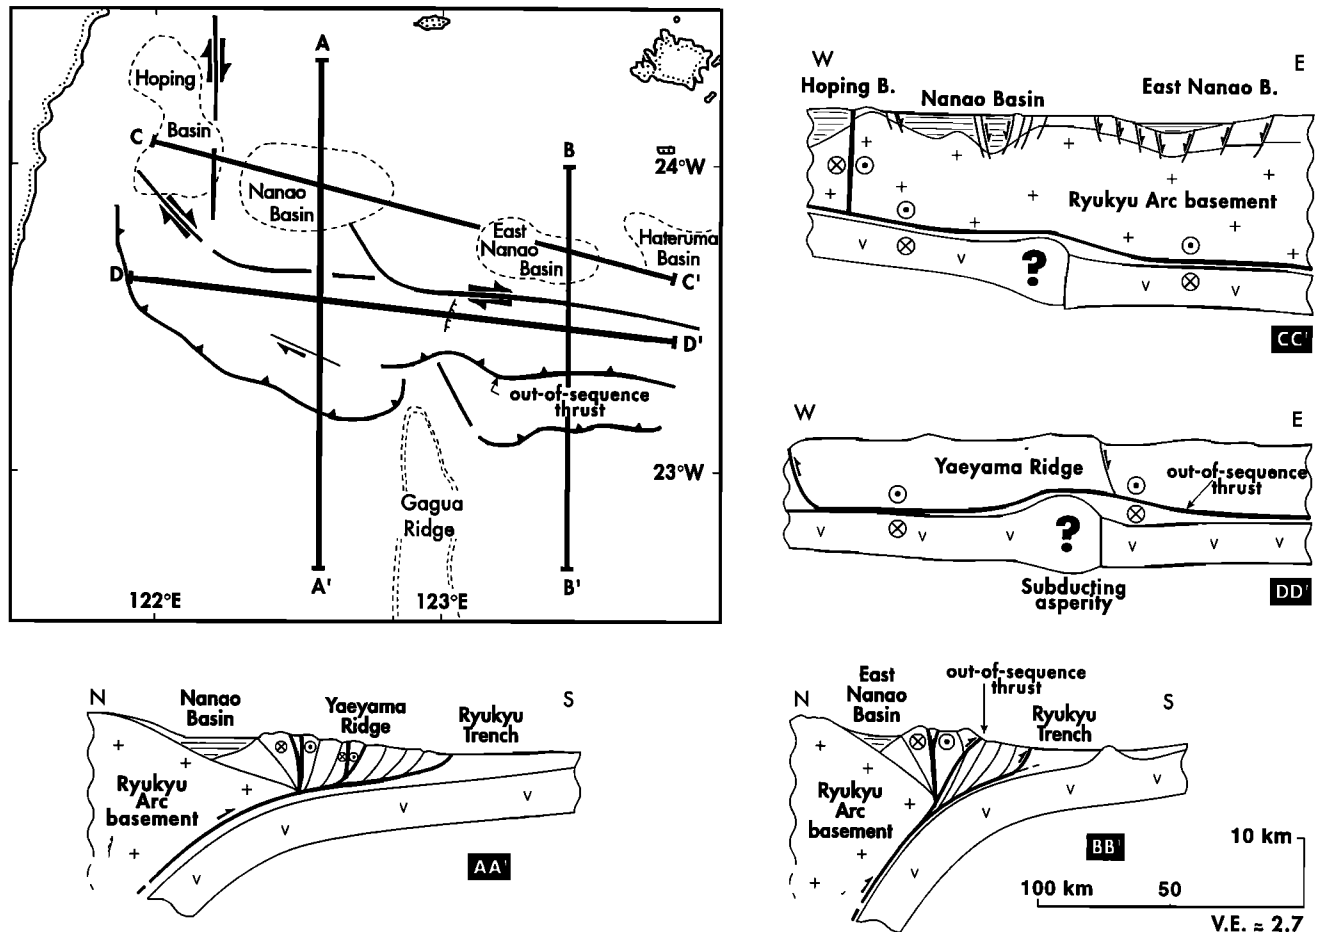 A
Hoping
Basin
C
B
24°W
Nanao
Basin
East
Nanao
Basin
Hateruma
Basin
C'
D
D'
out-of-sequence
thrust
23°W
Gagua
Ridge
A'
B'
122°E
123°E
W
E
Hoping B.
Nanao Basin
East Nanao B.
Ryukyu Arc basement
?
CC'
W
E
Yaeyama Ridge
out-of-sequence
thrust
?
Subducting
asperity
DD'
N
S
Nanao
Basin
Yaeyama
Ridge
Ryukyu
Trench
Ryukyu
Arc
basement
AA'
N
S
East
Nanao
Basin
out-of-sequence
thrust
Ryukyu
Trench
Ryukyu
Arc
basement
BB'
10 km
100 km
50
V.E. ≈ 2.7